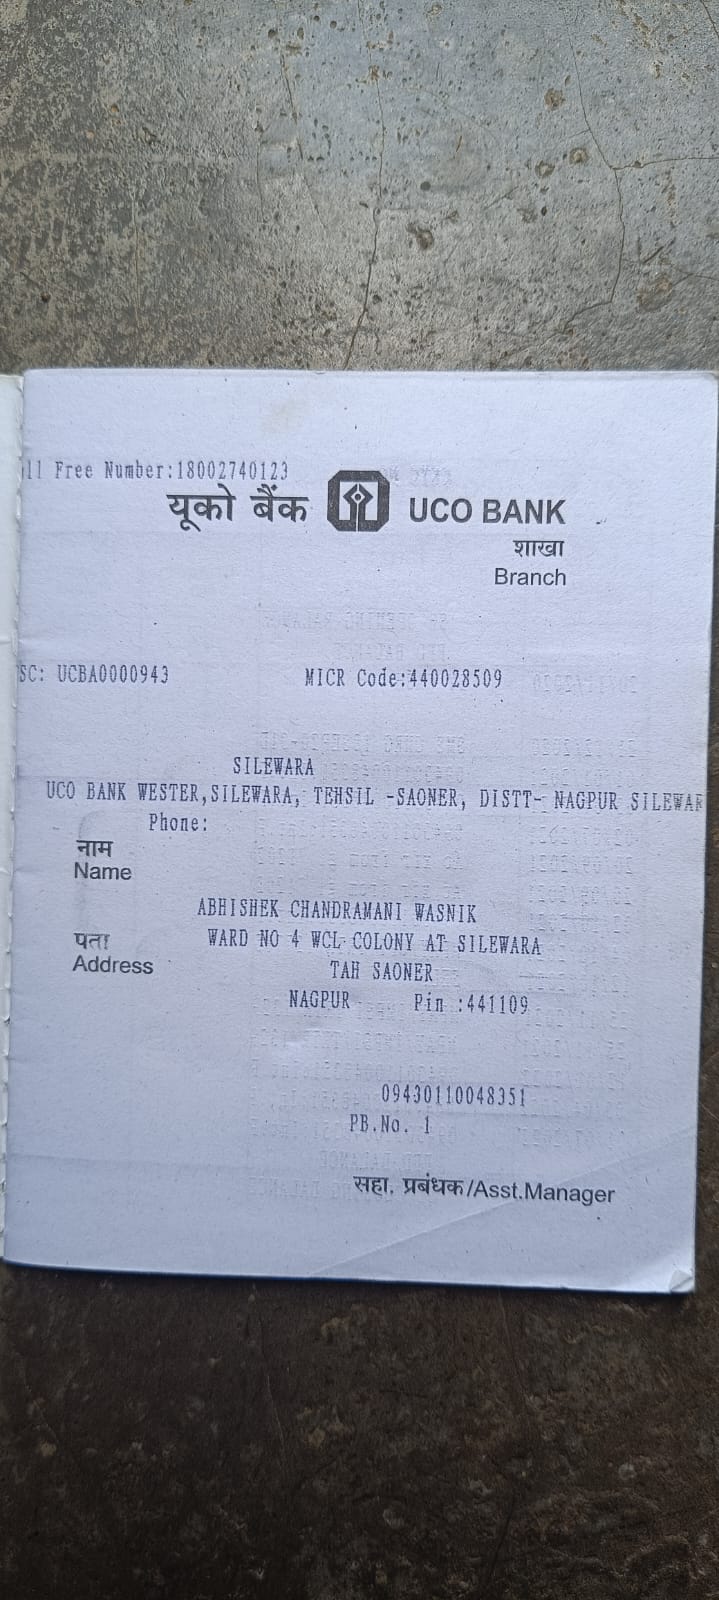 ll Free Number:18002740123
यूको बैंक UCO BANK
शाखा
Branch
SC: UCBA0000943 MICR Code:440028509
SILEWARA
UCO BANK WESTER,SILEWARA, TEHSIL -SAONER, DISTT- NAGPUR SILEWAR
Phone:
नाम
Name
ABHISHEK CHANDRAMANI WASNIK
पता WARD NO 4 WCL COLONY AT SILEWARA
Address
TAH SAONER
NAGPUR Pin :441109
09430110048351
PB.No. 1
सहा. प्रबंधक/Asst.Manager